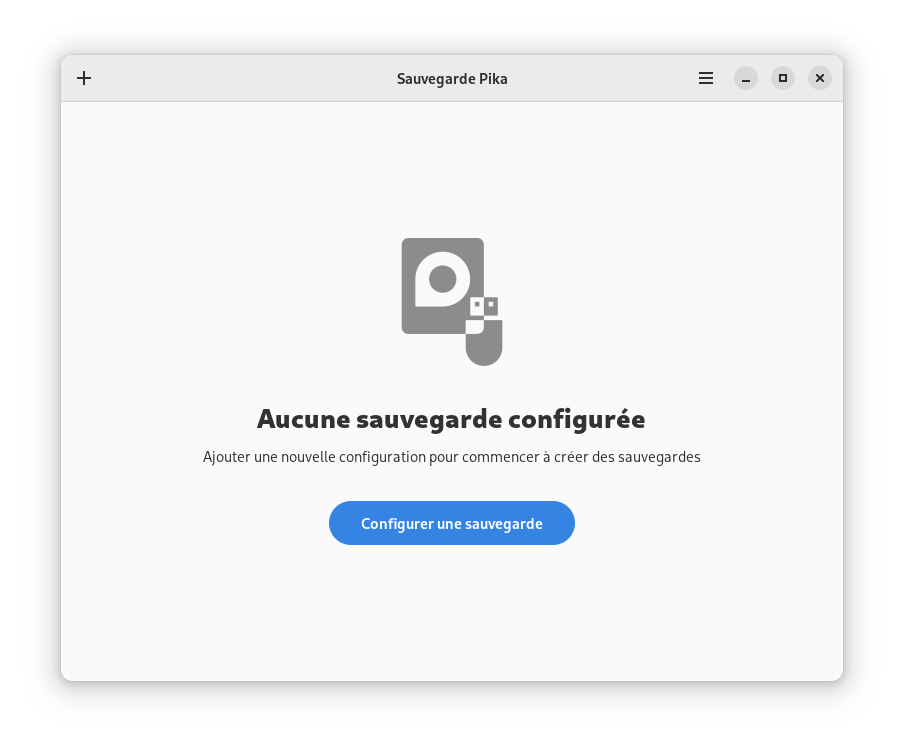 Sauvegarde Pika
Aucune sauvegarde configurée
Ajouter une nouvelle configuration pour commencer à créer des sauvegardes
Configurer une sauvegarde